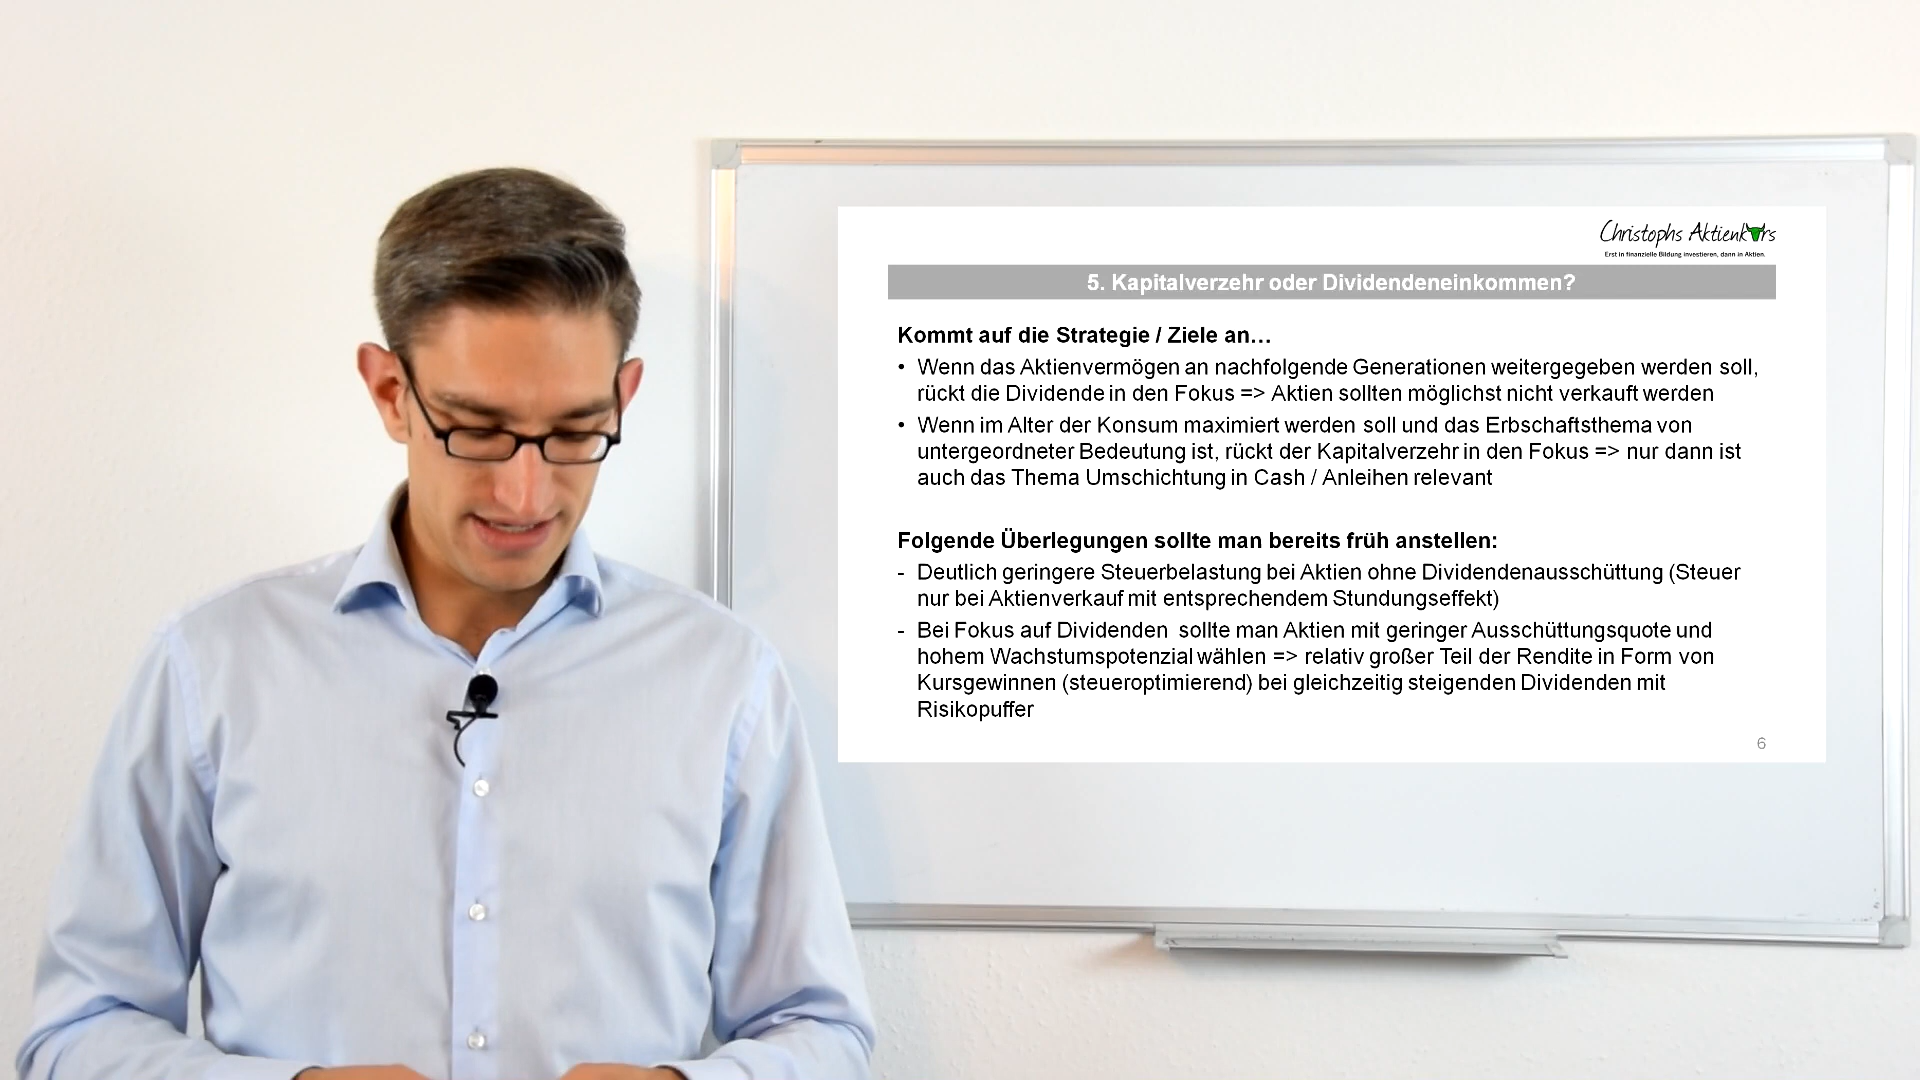 Christophs Aktienkurs
Erst in finanzielle Bildung investieren, dann in Aktien.
5. Kapitalverzehr oder Dividendeneinkommen?
Kommt auf die Strategie / Ziele an…
• Wenn das Aktienvermögen an nachfolgende Generationen weitergegeben werden soll,
rückt die Dividende in den Fokus => Aktien sollten möglichst nicht verkauft werden
• Wenn im Alter der Konsum maximiert werden soll und das Erbschaftsthema von
untergeordneter Bedeutung ist, rückt der Kapitalverzehr in den Fokus => nur dann ist
auch das Thema Umschichtung in Cash / Anleihen relevant
Folgende Überlegungen sollte man bereits früh anstellen:
- Deutlich geringere Steuerbelastung bei Aktien ohne Dividendenausschüttung (Steuer
nur bei Aktienverkauf mit entsprechendem Stundungseffekt)
- Bei Fokus auf Dividenden sollte man Aktien mit geringer Ausschüttungsquote und
hohem Wachstumspotenzial wählen => relativ großer Teil der Rendite in Form von
Kursgewinnen (steueroptimierend) bei gleichzeitig steigenden Dividenden mit
Risikopuffer
6